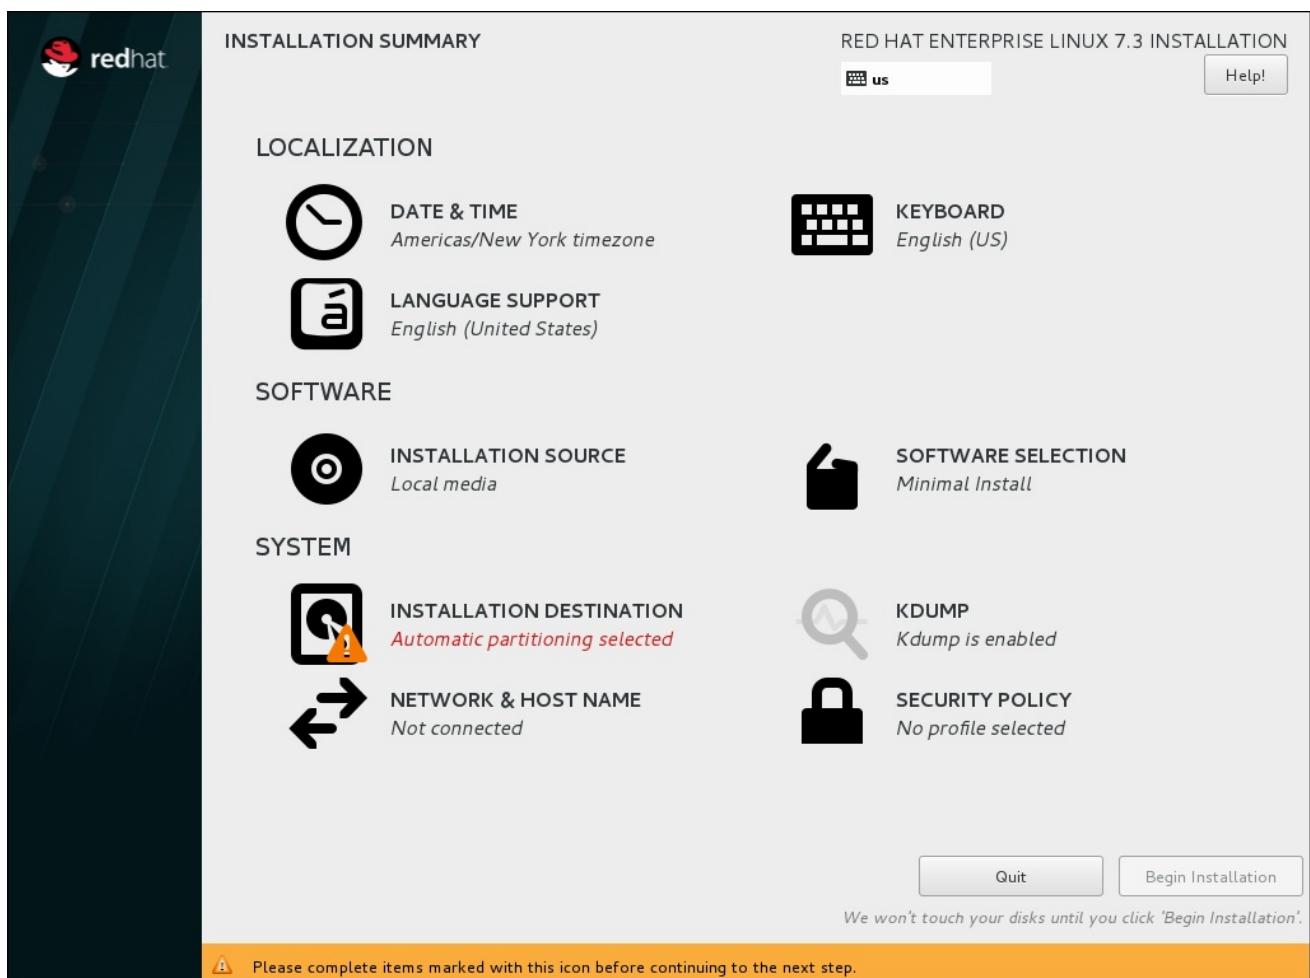 redhat
INSTALLATION SUMMARY
RED HAT ENTERPRISE LINUX 7.3 INSTALLATION
us
Help!
LOCALIZATION
DATE & TIME
Americas/New York timezone
KEYBOARD
English (US)
á
LANGUAGE SUPPORT
English (United States)
SOFTWARE
INSTALLATION SOURCE
Local media
SOFTWARE SELECTION
Minimal Install
SYSTEM
INSTALLATION DESTINATION
Automatic partitioning selected
KDUMP
Kdump is enabled
NETWORK & HOST NAME
Not connected
SECURITY POLICY
No profile selected
Quit
Begin Installation
We won't touch your disks until you click 'Begin Installation'.
Please complete items marked with this icon before continuing to the next step.